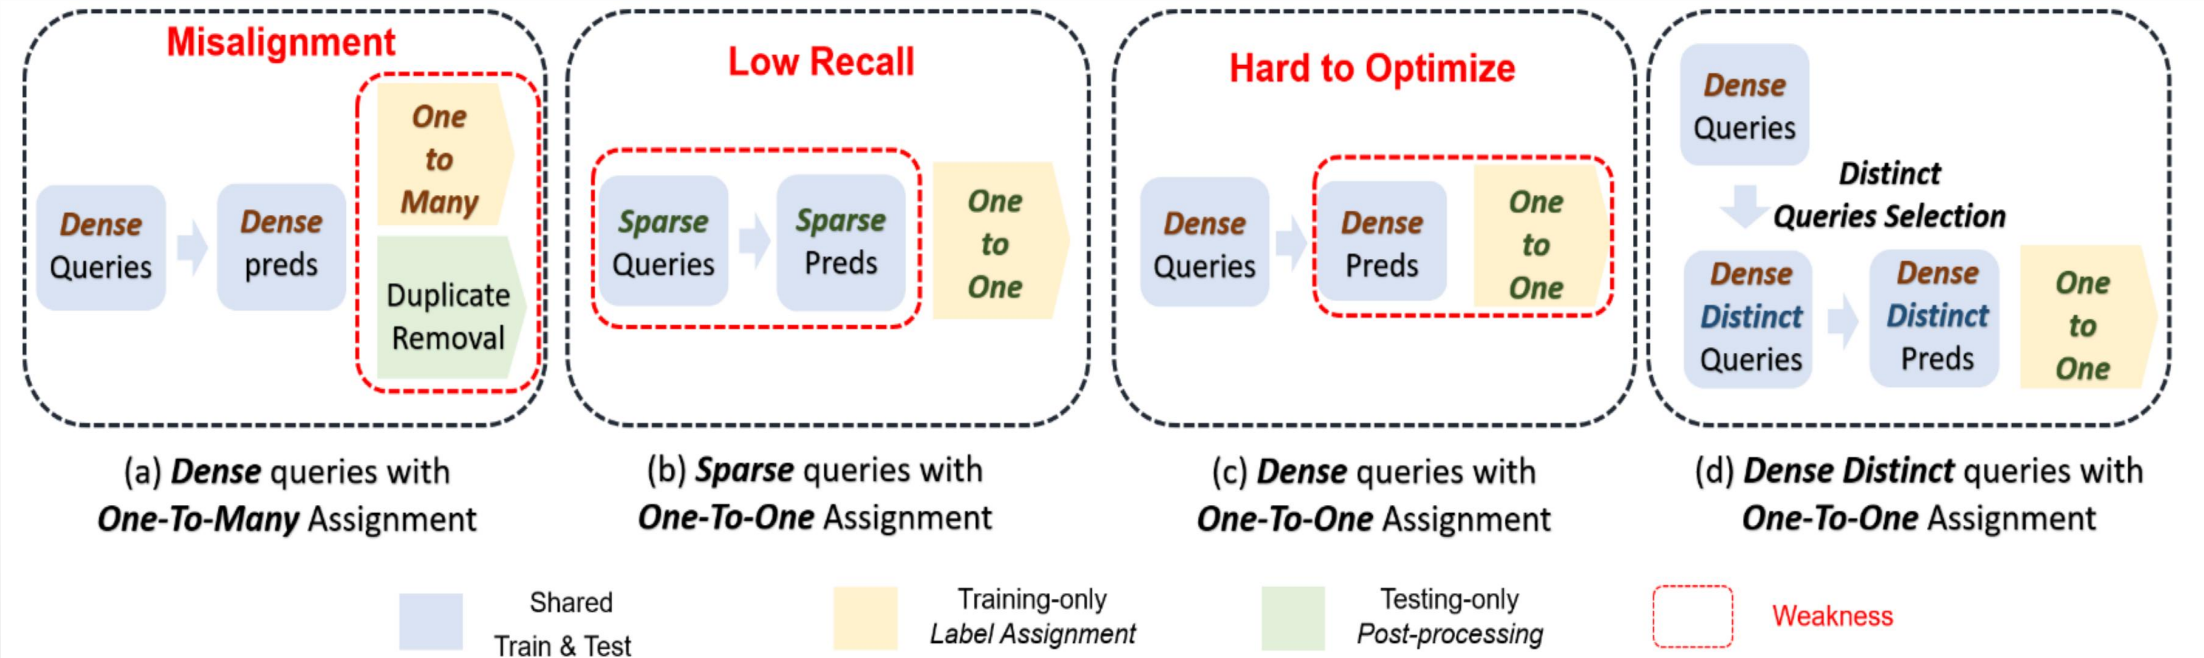 Misalignment
Dense
Queries
Dense
preds
One
to
Many
Duplicate
Removal
(a) Dense queries with
One-To-Many Assignment
Low Recall
Sparse
Queries
Sparse
Preds
One
to
One
(b) Sparse queries with
One-To-One Assignment
Hard to Optimize
Dense
Queries
Dense
Preds
One
to
One
(c) Dense queries with
One-To-One Assignment
Dense
Queries
Distinct
Queries Selection
Dense
Distinct
Queries
Dense
Distinct
Preds
One
to
One
(d) Dense Distinct queries with
One-To-One Assignment
Shared
Train & Test
Training-only
Label Assignment
Testing-only
Post-processing
Weakness